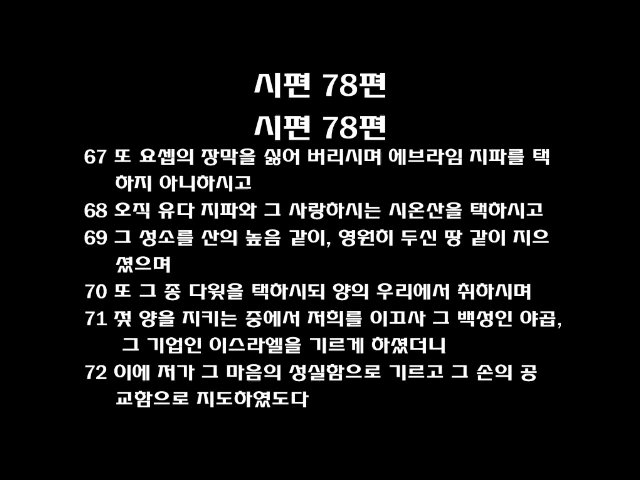 시편 78편
시편 78편
67 또 요셉의 장막을 싫어 버리시며 에브라임 지파를 택
하지 아니하시고
68 오직 유다 지파와 그 사랑하시는 시온산을 택하시고
69 그 성소를 산의 높음 같이, 영원히 두신 땅 같이 지으
셨으며
70 또 그 종 다윗을 택하시되 양의 우리에서 취하시며
71 젖 양을 지키는 중에서 저희를 이끄사 그 백성인 야곱,
그 기업인 이스라엘을 기르게 하셨더니
72 이에 저가 그 마음의 성실함으로 기르고 그 손의 공
교함으로 지도하였도다